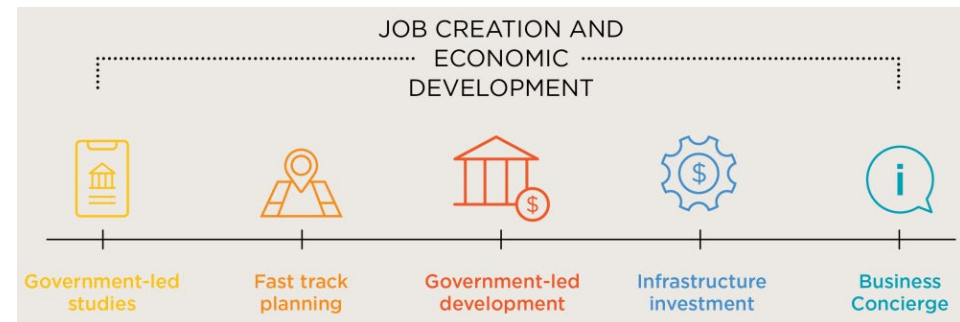 JOB CREATION AND
ECONOMIC
DEVELOPMENT
$
$
i
Government-led
studies
Fast track
planning
Government-led
development
Infrastructure
investment
Business
Concierge